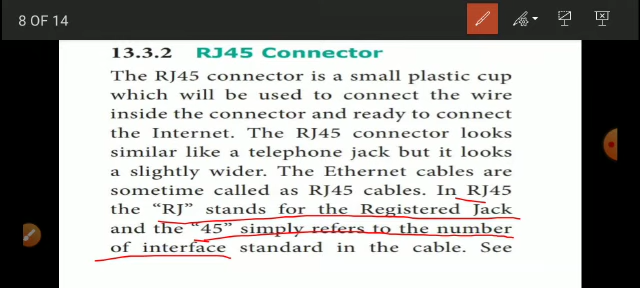 8 OF 14
13.3.2 RJ45 Connector
The RJ45 connector is a small plastic cup
which will be used to connect the wire
inside the connector and ready to connect
the Internet. The RJ45 connector looks
similar like a telephone jack but it looks
a slightly wider. The Ethernet cables are
sometime called as RJ45 cables. In RJ45
the “RJ” stands for the Registered Jack
and the “45” simply refers to the number
of interface standard in the cable. See